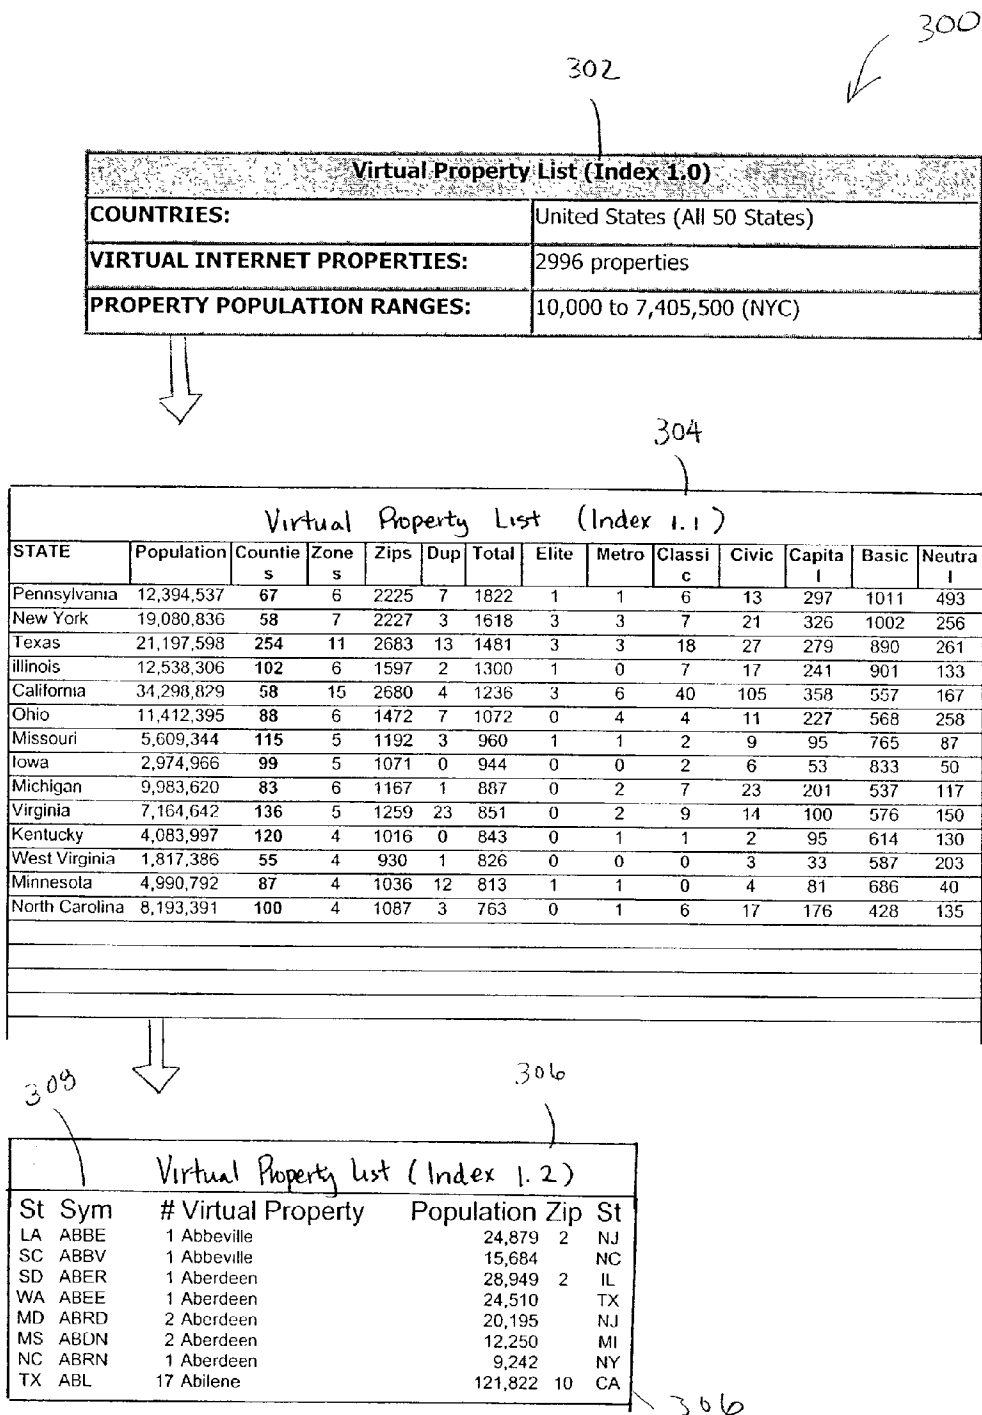 300
302
Virtual Property List (Index 1.0)
COUNTRIES: United States (All 50 States)
VIRTUAL INTERNET PROPERTIES: 2996 properties
PROPERTY POPULATION RANGES: 10,000 to 7,405,500 (NYC)
304
Virtual Property List (Index 1.1)
STATE Population Counties Zones Zips Dup Total Elite Metro Classic Civic Capital Basic Neutral
Pennsylvania 12,394,537 67 6 2225 7 1822 1 1 6 13 297 1011 493
New York 19,080,836 58 7 2227 3 1618 3 3 7 21 326 1002 256
Texas 21,197,598 254 11 2683 13 1481 3 3 18 27 279 890 261
illinois 12,538,306 102 6 1597 2 1300 1 0 7 17 241 901 133
California 34,298,829 58 15 2680 4 1236 3 6 40 105 358 557 167
Ohio 11,412,395 88 6 1472 7 1072 0 4 4 11 227 568 258
Missouri 5,609,344 115 5 1192 3 960 1 1 2 9 95 765 87
Iowa 2,974,966 99 5 1071 0 944 0 0 2 6 53 833 50
Michigan 9,983,620 83 6 1167 1 887 0 2 7 23 201 537 117
Virginia 7,164,642 136 5 1259 23 851 0 2 9 14 100 576 150
Kentucky 4,083,997 120 4 1016 0 843 0 1 1 2 95 614 130
West Virginia 1,817,386 55 4 930 1 826 0 0 0 3 33 587 203
Minnesota 4,990,792 87 4 1036 12 813 1 1 0 4 81 686 40
North Carolina 8,193,391 100 4 1087 3 763 0 1 6 17 176 428 135
308 306
Virtual Property List (Index 1.2)
St Sym # Virtual Property Population Zip St
LA ABBE 1 Abbeville 24,879 2 NJ
SC ABBV 1 Abbeville 15,684 NC
SD ABER 1 Aberdeen 28,949 2 IL
WA ABEE 1 Aberdeen 24,510 TX
MD ABRD 2 Aberdeen 20,195 NJ
MS ABDN 2 Aberdeen 12,250 MI
NC ABRN 1 Aberdeen 9,242 NY
TX ABL 17 Abilene 121,822 10 CA
306